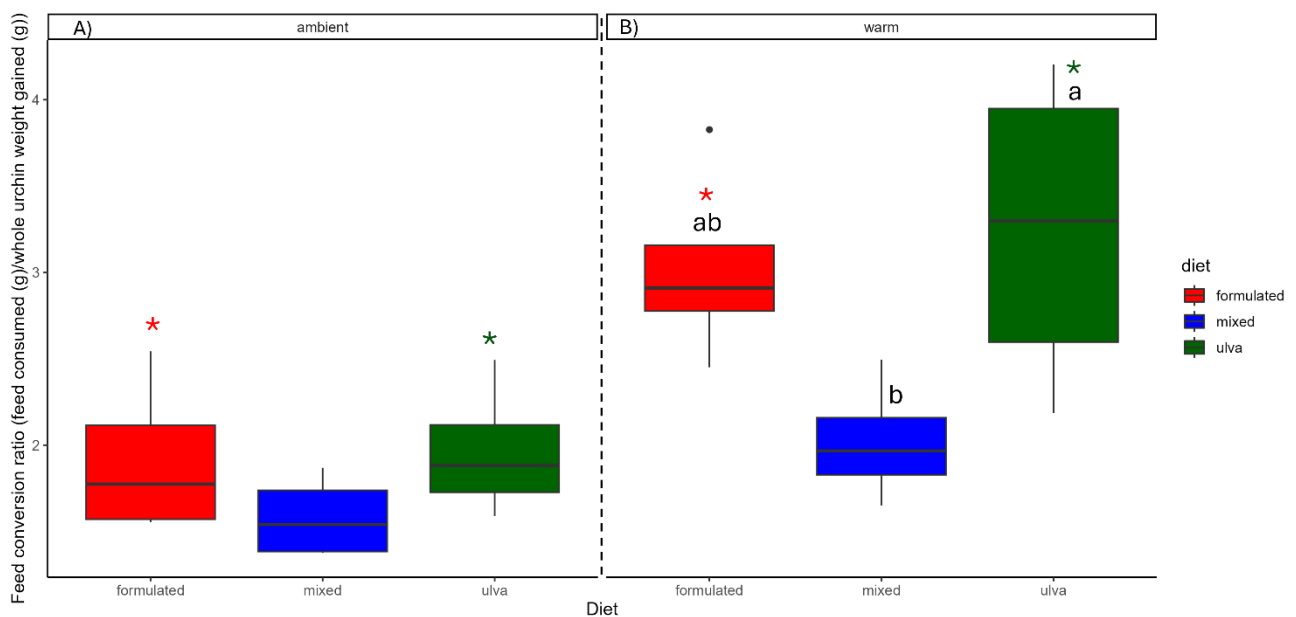 A) ambient
B) warm
Feed conversion ratio (feed consumed (g)/whole urchin weight gained (g))
4
3
2
*
*
*
ab
b
*
a
formulated mixed ulva
formulated mixed ulva
Diet
diet
formulated
mixed
ulva